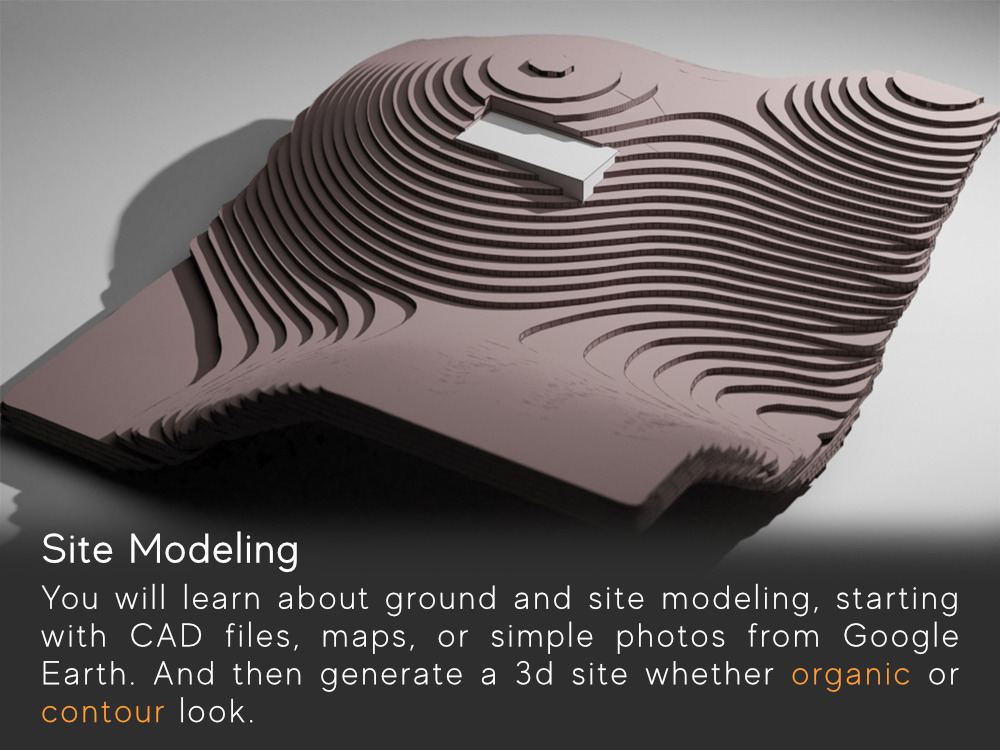 Site Modeling
You will learn about ground and site modeling, starting
with CAD files, maps, or simple photos from Google
Earth. And then generate a 3d site whether organic or
contour look.